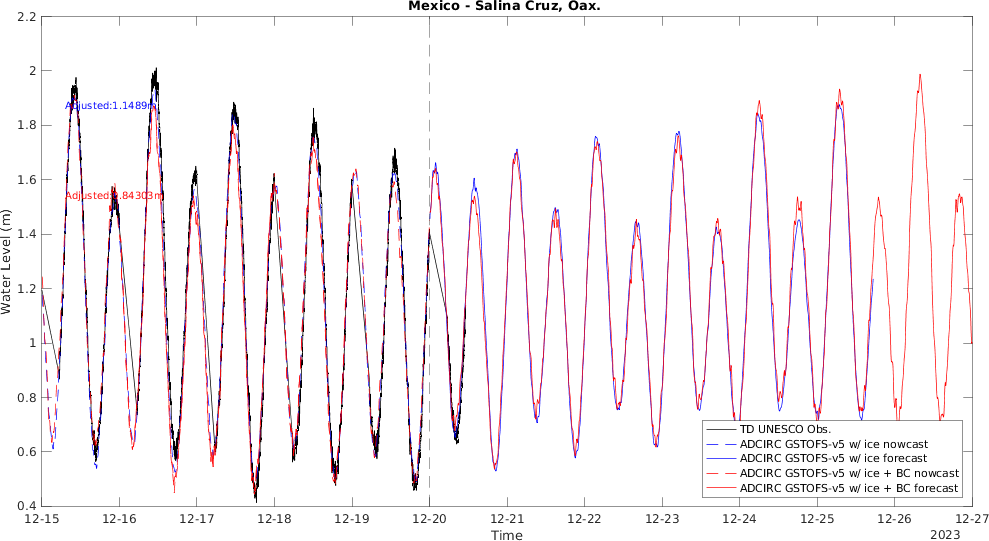 Mexico - Salina Cruz, Oax.
Water Level (m)
2.2
2
1.8
1.6
1.4
1.2
1
0.8
0.6
0.4
Adjusted:1.1489m
Adjusted:0.84303m
TD UNESCO Obs.
ADCIRC GSTOFS-v5 w/ ice nowcast
ADCIRC GSTOFS-v5 w/ ice forecast
ADCIRC GSTOFS-v5 w/ ice + BC nowcast
ADCIRC GSTOFS-v5 w/ ice + BC forecast
12-15 12-16 12-17 12-18 12-19 12-20 12-21 12-22 12-23 12-24 12-25 12-26 12-27
Time
2023